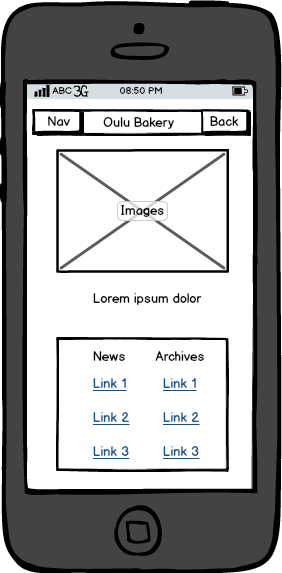 ABC 3G 08:50 PM
Nav Oulu Bakery Back
Images
Lorem ipsum dolor
News Archives
Link 1 Link 1
Link 2 Link 2
Link 3 Link 3